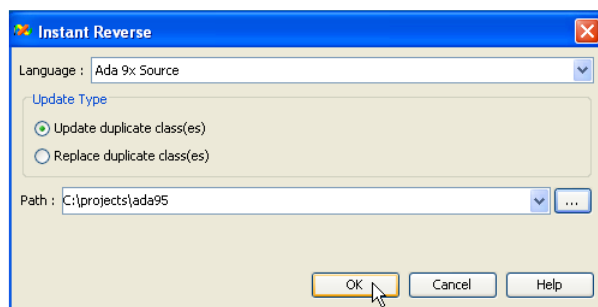 Instant Reverse
Language : Ada 9x Source
Update Type
Update duplicate class(es)
Replace duplicate class(es)
Path : C:\projects\ada95 ...
OK Cancel Help